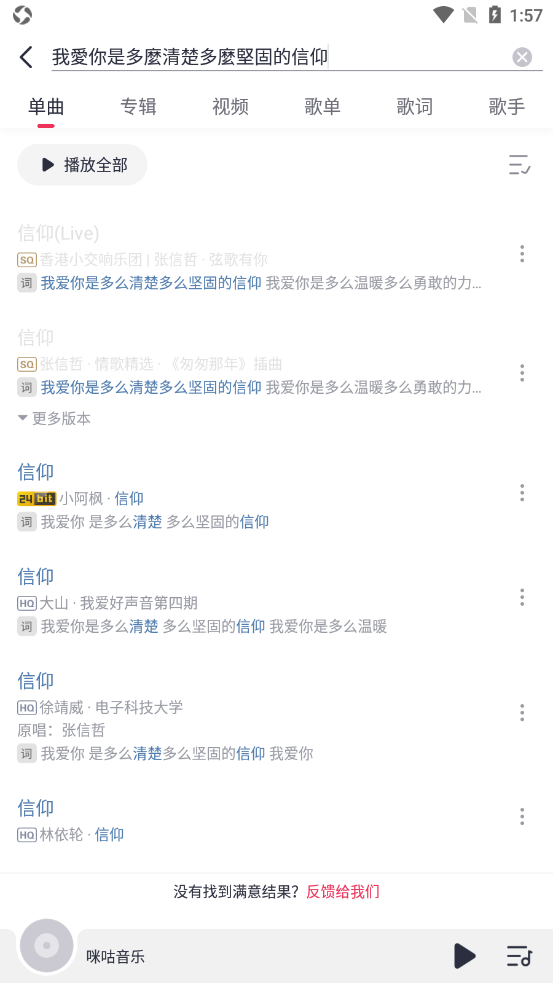 1:57
我愛你是多麼清楚多麼堅固的信仰
单曲 专辑 视频 歌单 歌词 歌手
播放全部
信仰(Live)
SQ 香港小交响乐团 | 张信哲 · 弦歌有你
词 我爱你是多么清楚多么坚固的信仰 我爱你是多么温暖多么勇敢的力...
信仰
SQ 张信哲 · 情歌精选 · 《匆匆那年》插曲
词 我爱你是多么清楚多么坚固的信仰 我爱你是多么温暖多么勇敢的力...
更多版本
信仰
24bit 小阿枫 · 信仰
词 我爱你 是多么清楚 多么坚固的信仰
信仰
HQ 大山 · 我爱好声音第四期
词 我爱你是多么清楚 多么坚固的信仰 我爱你是多么温暖
信仰
HQ 徐靖威 · 电子科技大学
原唱：张信哲
词 我爱你 是多么清楚多么坚固的信仰 我爱你
信仰
HQ 林依轮 · 信仰
没有找到满意结果？反馈给我们
咪咕音乐